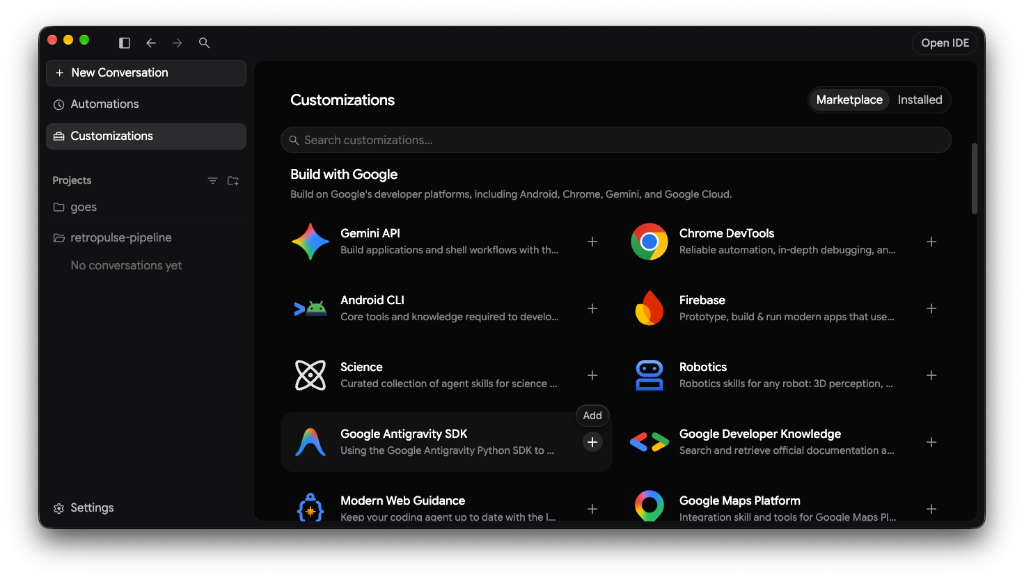 Open IDE
New Conversation
Automations
Customizations
Projects
goes
retropulse-pipeline
No conversations yet
Settings
Customizations
Marketplace Installed
Search customizations...
Build with Google
Build on Google's developer platforms, including Android, Chrome, Gemini, and Google Cloud.
Gemini API
Build applications and shell workflows with th...
Chrome DevTools
Reliable automation, in-depth debugging, an...
Android CLI
Core tools and knowledge required to develo...
Firebase
Prototype, build & run modern apps that use...
Science
Curated collection of agent skills for science ...
Robotics
Robotics skills for any robot: 3D perception, ...
Add
Google Antigravity SDK
Using the Google Antigravity Python SDK to ...
Google Developer Knowledge
Search and retrieve official documentation a...
Modern Web Guidance
Keep your coding agent up to date with the l...
Google Maps Platform
Integration skill and tools for Google Maps Pl...